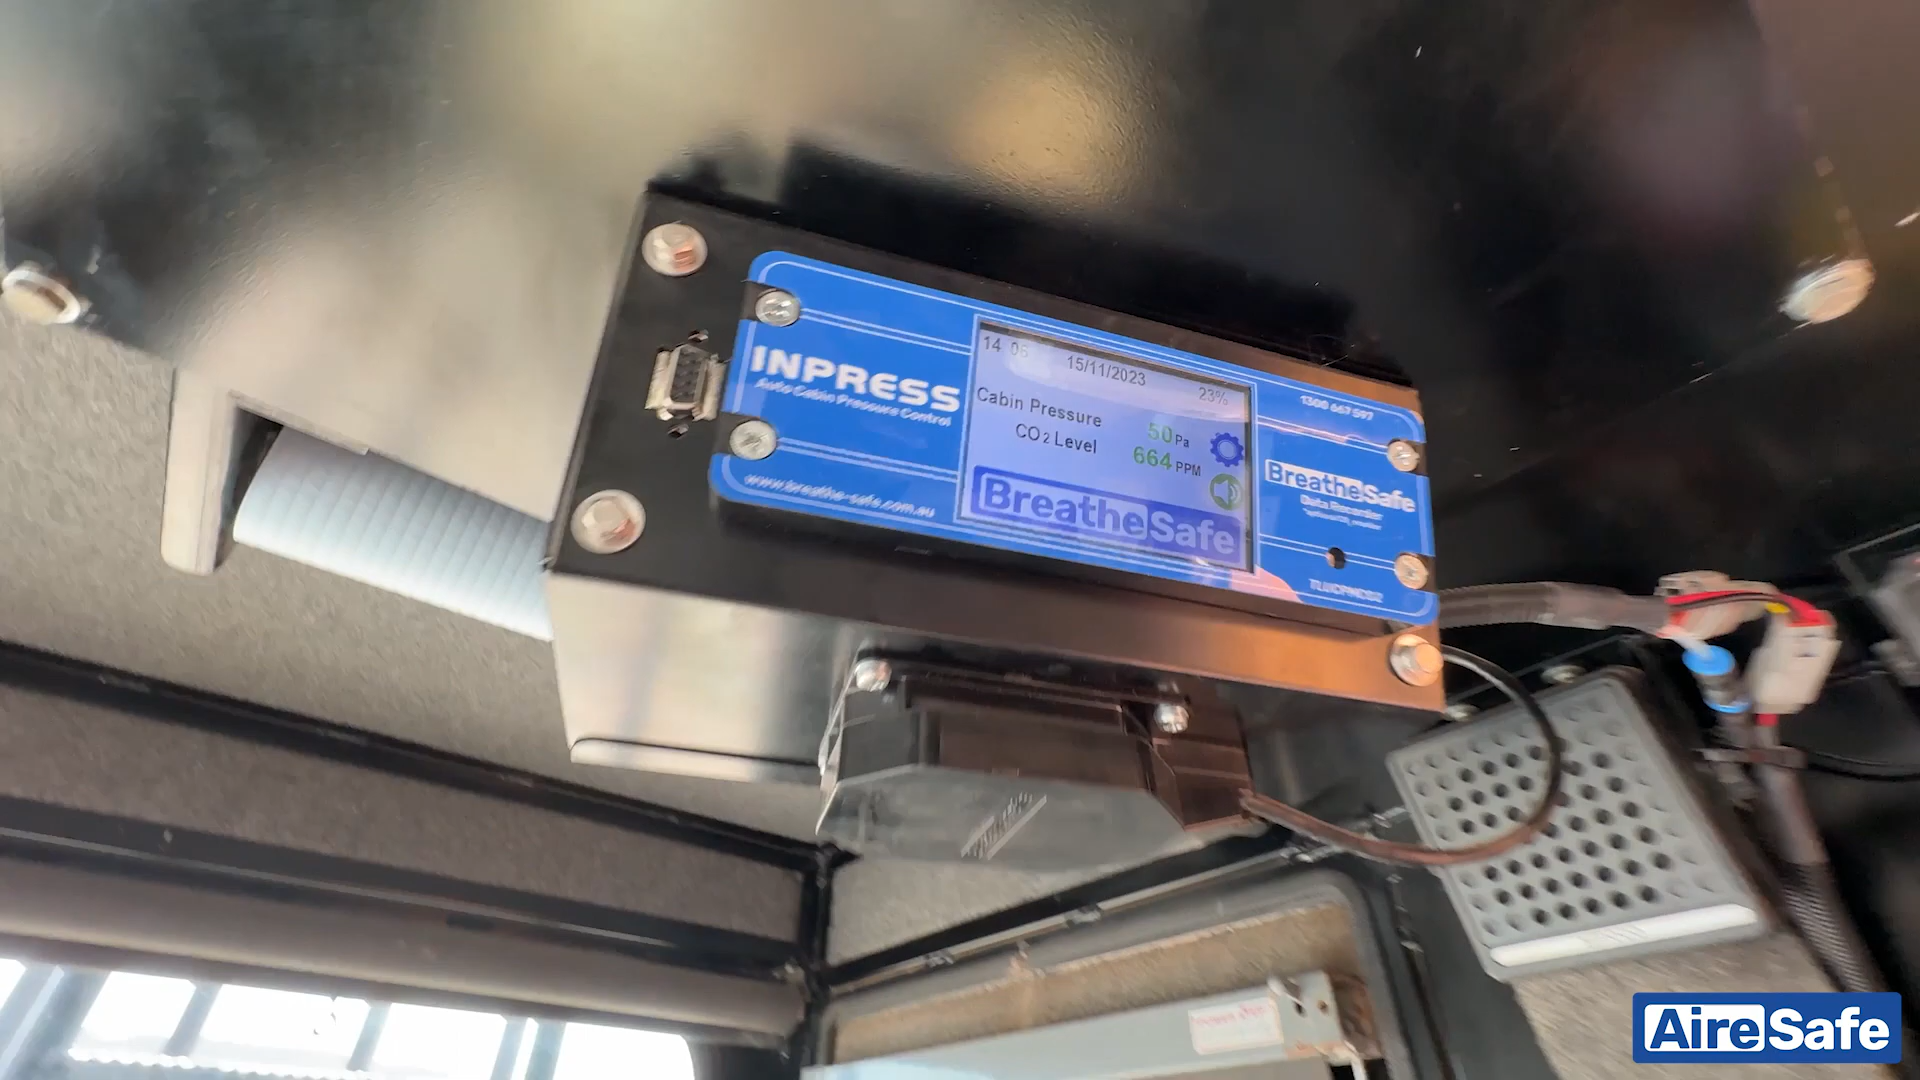 INPRESS
Auto Cabin Pressure Control
www.breathe-safe.com.au
14 06 15/11/2023 23%
Cabin Pressure 50 Pa
CO2 Level 664 PPM
BreatheSafe
1300 667 597
BreatheSafe
Data Recorder
AireSafe